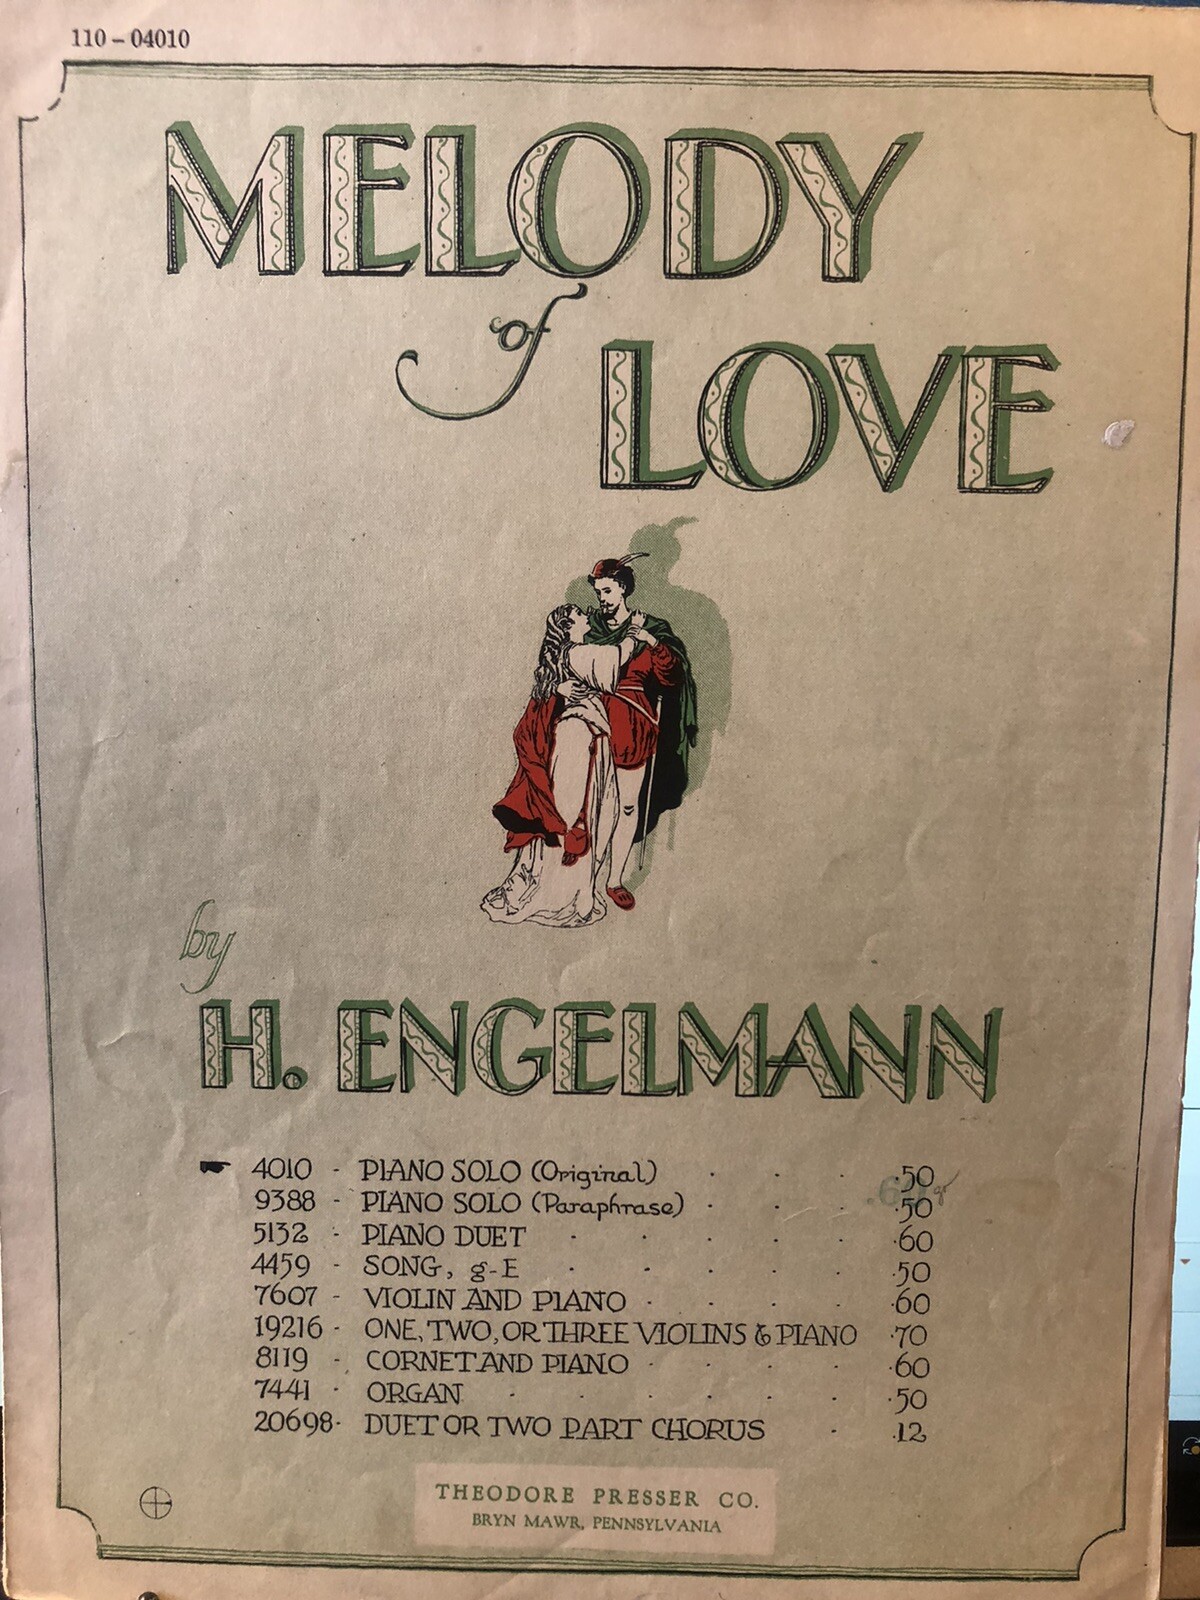 110 – 04010
MELODY
of
LOVE
by
H. ENGELMANN
4010 - PIANO SOLO (Original) . . . .50
9388 - PIANO SOLO (Paraphrase) . . . .50
5132 - PIANO DUET . . . . . .60
4459 - SONG, g-E . . . . . .50
7607 - VIOLIN AND PIANO . . . . .60
19216 - ONE, TWO, OR THREE VIOLINS & PIANO .70
8119 - CORNET AND PIANO . . . . .60
7441 - ORGAN . . . . . . .50
20698 - DUET OR TWO PART CHORUS . .12
THEODORE PRESSER CO.
BRYN MAWR, PENNSYLVANIA